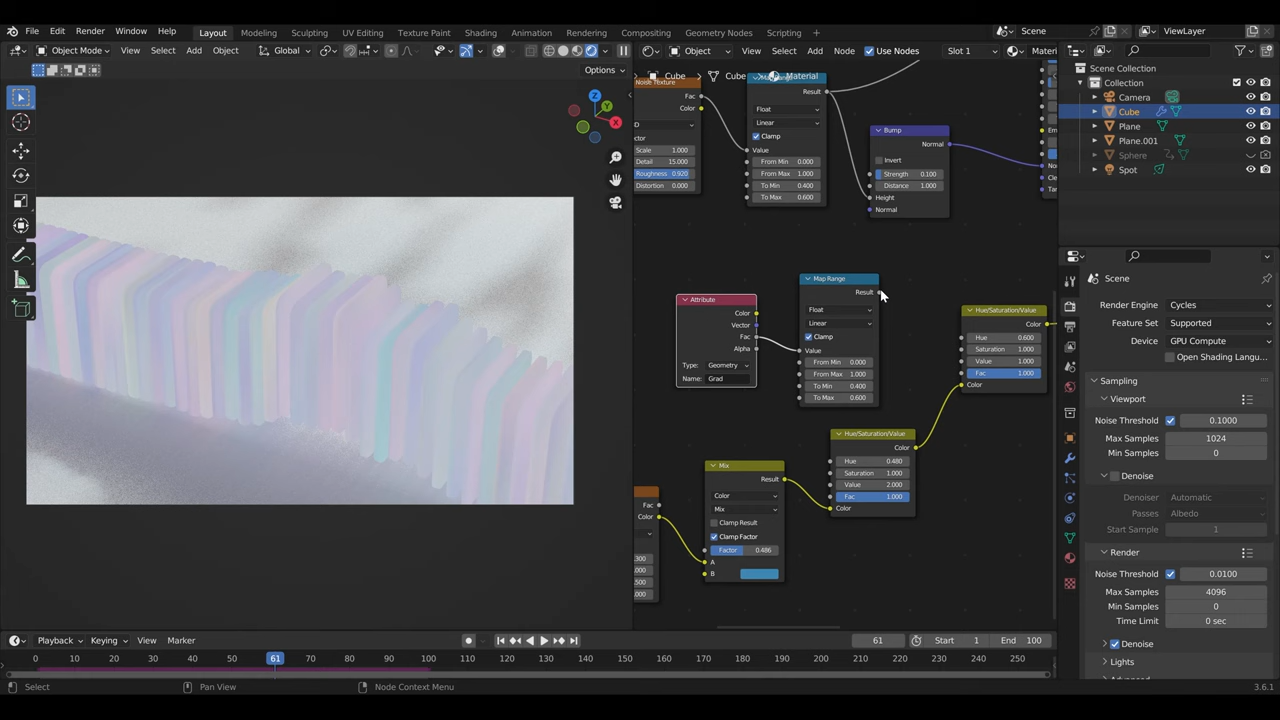 File Edit Render Window Help Layout Modeling Sculpting UV Editing Texture Paint Shading Animation Rendering Compositing Geometry Nodes Scripting + Scene ViewLayer
Object Mode View Select Add Object Global
Object View Select Add Node Use Nodes Slot 1 Materi
Options
Cube Cube Material
Scene Collection
Collection
Camera
Cube
Plane
Plane.001
Sphere
Spot
Noise Texture
Fac
Color
Scale 1.000
Detail 15.000
Roughness 0.920
Distortion 0.000
Result
Float
Linear
Clamp
Value
From Min 0.000
From Max 1.000
To Min 0.400
To Max 0.600
Bump
Normal
Invert
Strength 0.100
Distance 1.000
Height
Normal
Attribute
Color
Vector
Fac
Alpha
Type: Geometry
Name: Grad
Map Range
Result
Float
Linear
Clamp
Value
From Min 0.000
From Max 1.000
To Min 0.400
To Max 0.600
Hue/Saturation/Value
Color
Hue 0.600
Saturation 1.000
Value 1.000
Fac 1.000
Color
Hue/Saturation/Value
Color
Hue 0.480
Saturation 1.000
Value 2.000
Fac 1.000
Color
Fac
Color
Mix
Result
Color
Mix
Clamp Result
Clamp Factor
Factor 0.486
A
B
Scene
Render Engine Cycles
Feature Set Supported
Device GPU Compute
Open Shading Langu...
Sampling
Viewport
Noise Threshold 0.1000
Max Samples 1024
Min Samples 0
Denoise
Denoiser Automatic
Passes Albedo
Start Sample 1
Render
Noise Threshold 0.0100
Max Samples 4096
Min Samples 0
Time Limit 0 sec
Denoise
Lights
Playback Keying View Marker 61 Start 1 End 100
0 10 20 30 40 50 61 70 80 90 100 110 120 130 140 150 160 170 180 190 200 210 220 230 240 250
Select Pan View Node Context Menu 3.6.1